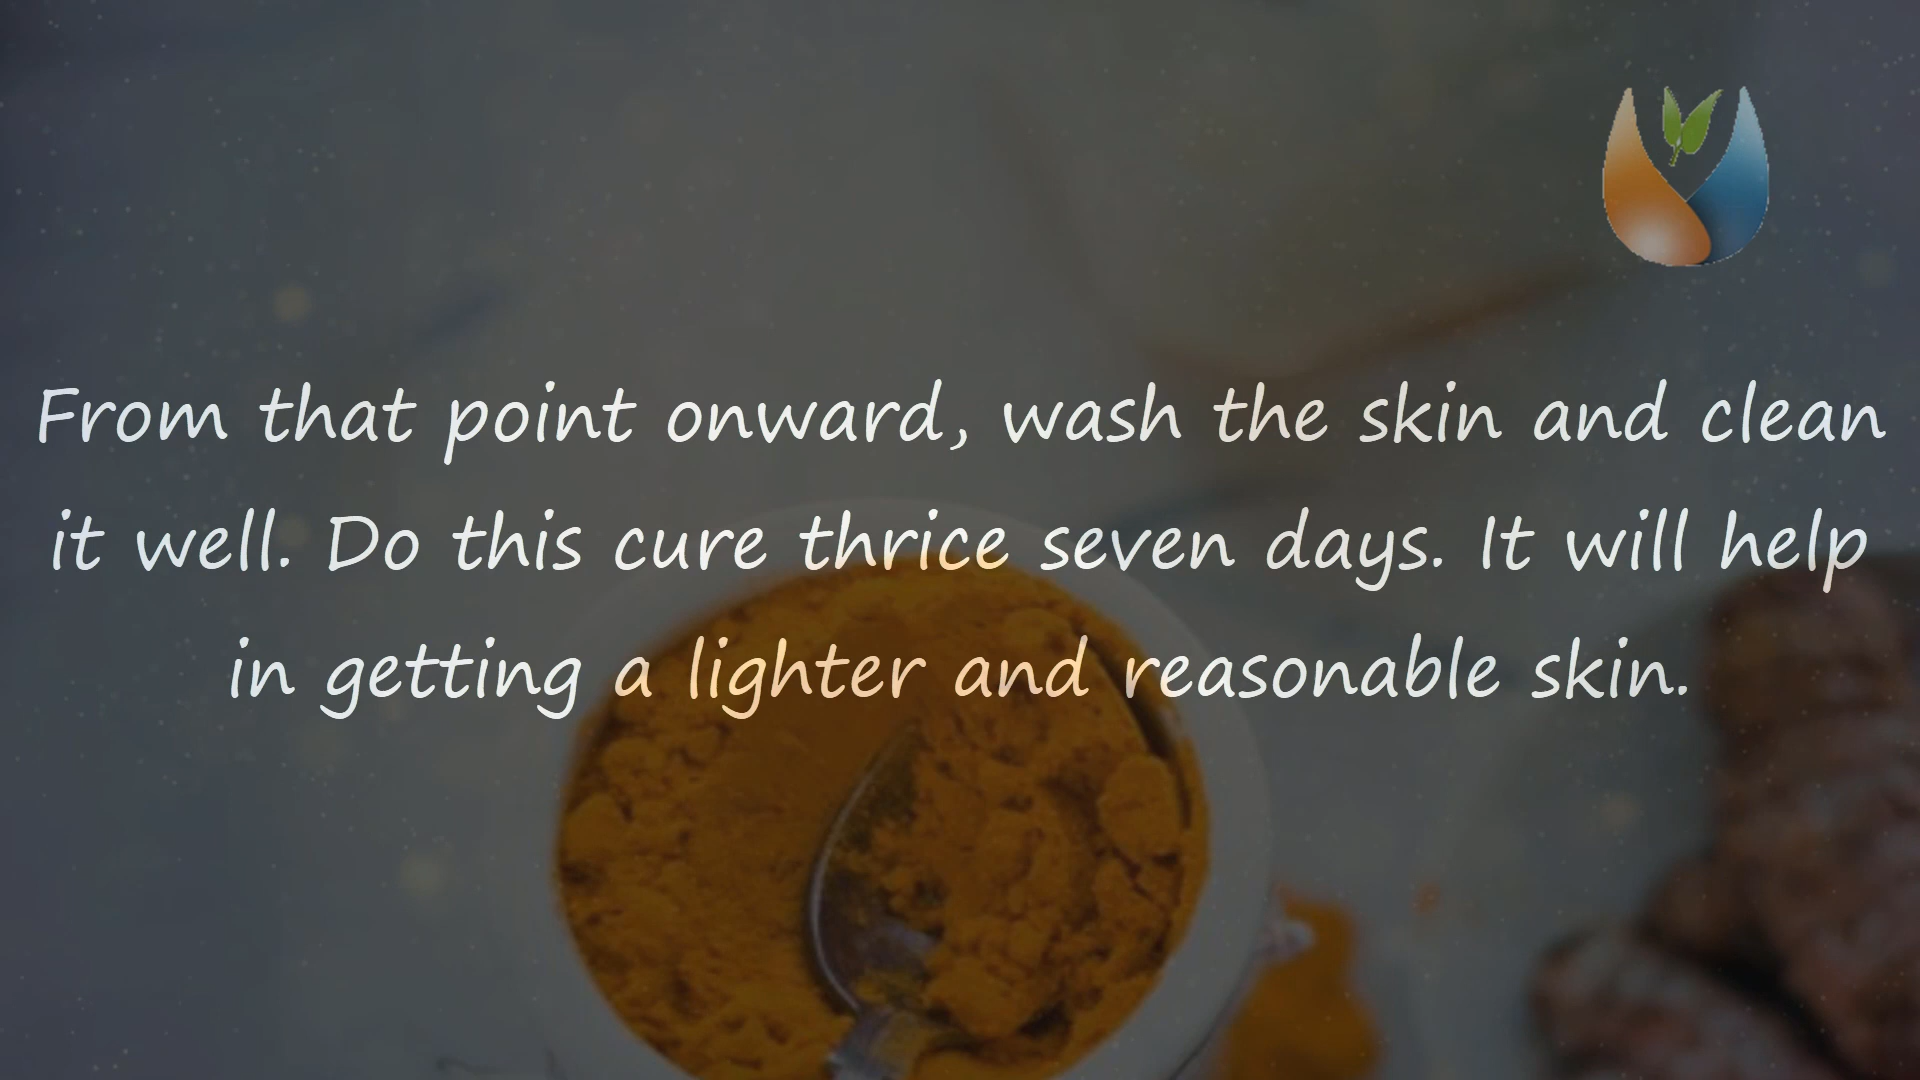 From that point onward, wash the skin and clean
it well. Do this cure thrice seven days. It will help
in getting a lighter and reasonable skin.